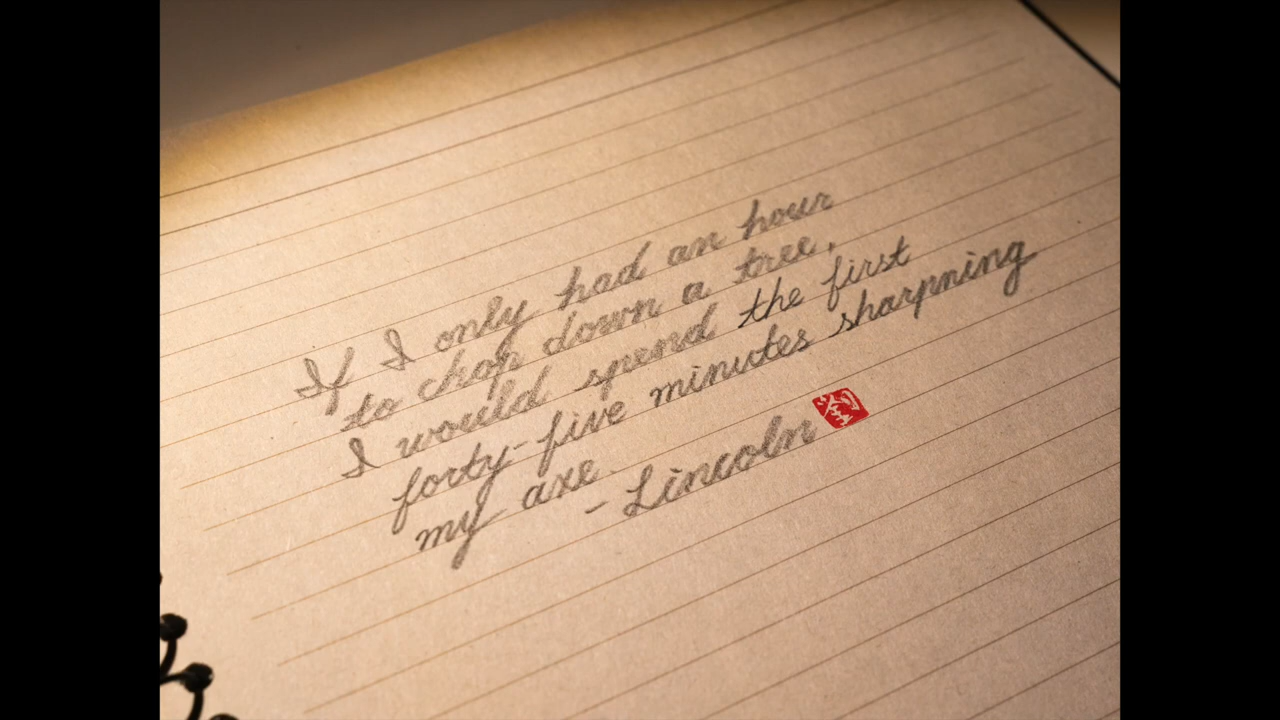 If I only had an hour
to chop down a tree,
I would spend the first
forty-five minutes sharpning
my axe.
- Lincoln